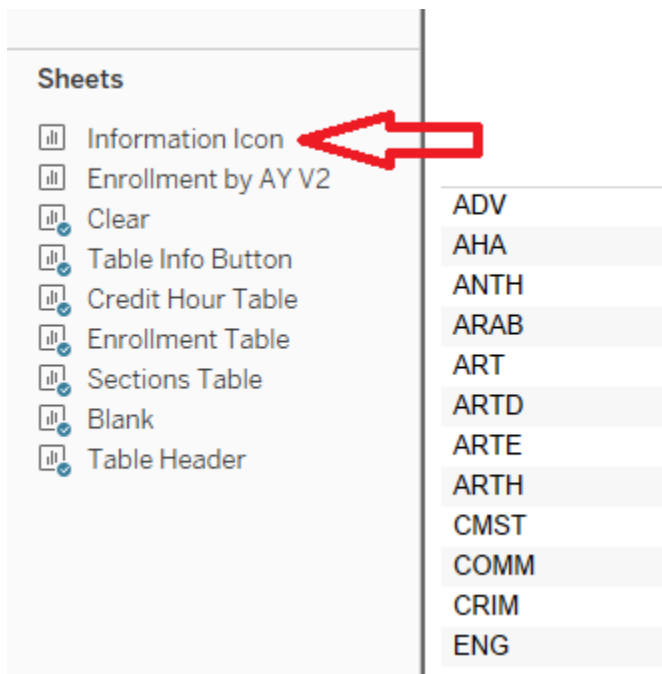 Sheets
Information Icon
Enrollment by AY V2
Clear
Table Info Button
Credit Hour Table
Enrollment Table
Sections Table
Blank
Table Header
ADV
AHA
ANTH
ARAB
ART
ARTD
ARTE
ARTH
CMST
COMM
CRIM
ENG